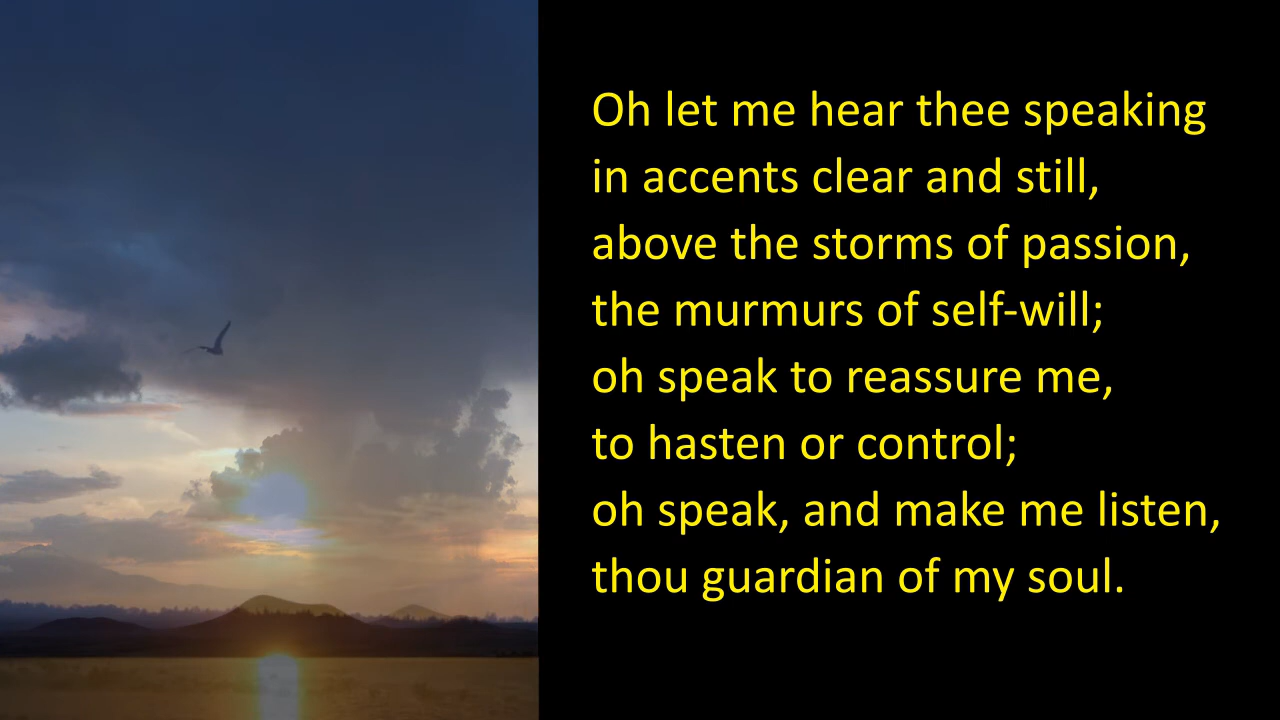 Oh let me hear thee speaking
in accents clear and still,
above the storms of passion,
the murmurs of self-will;
oh speak to reassure me,
to hasten or control;
oh speak, and make me listen,
thou guardian of my soul.